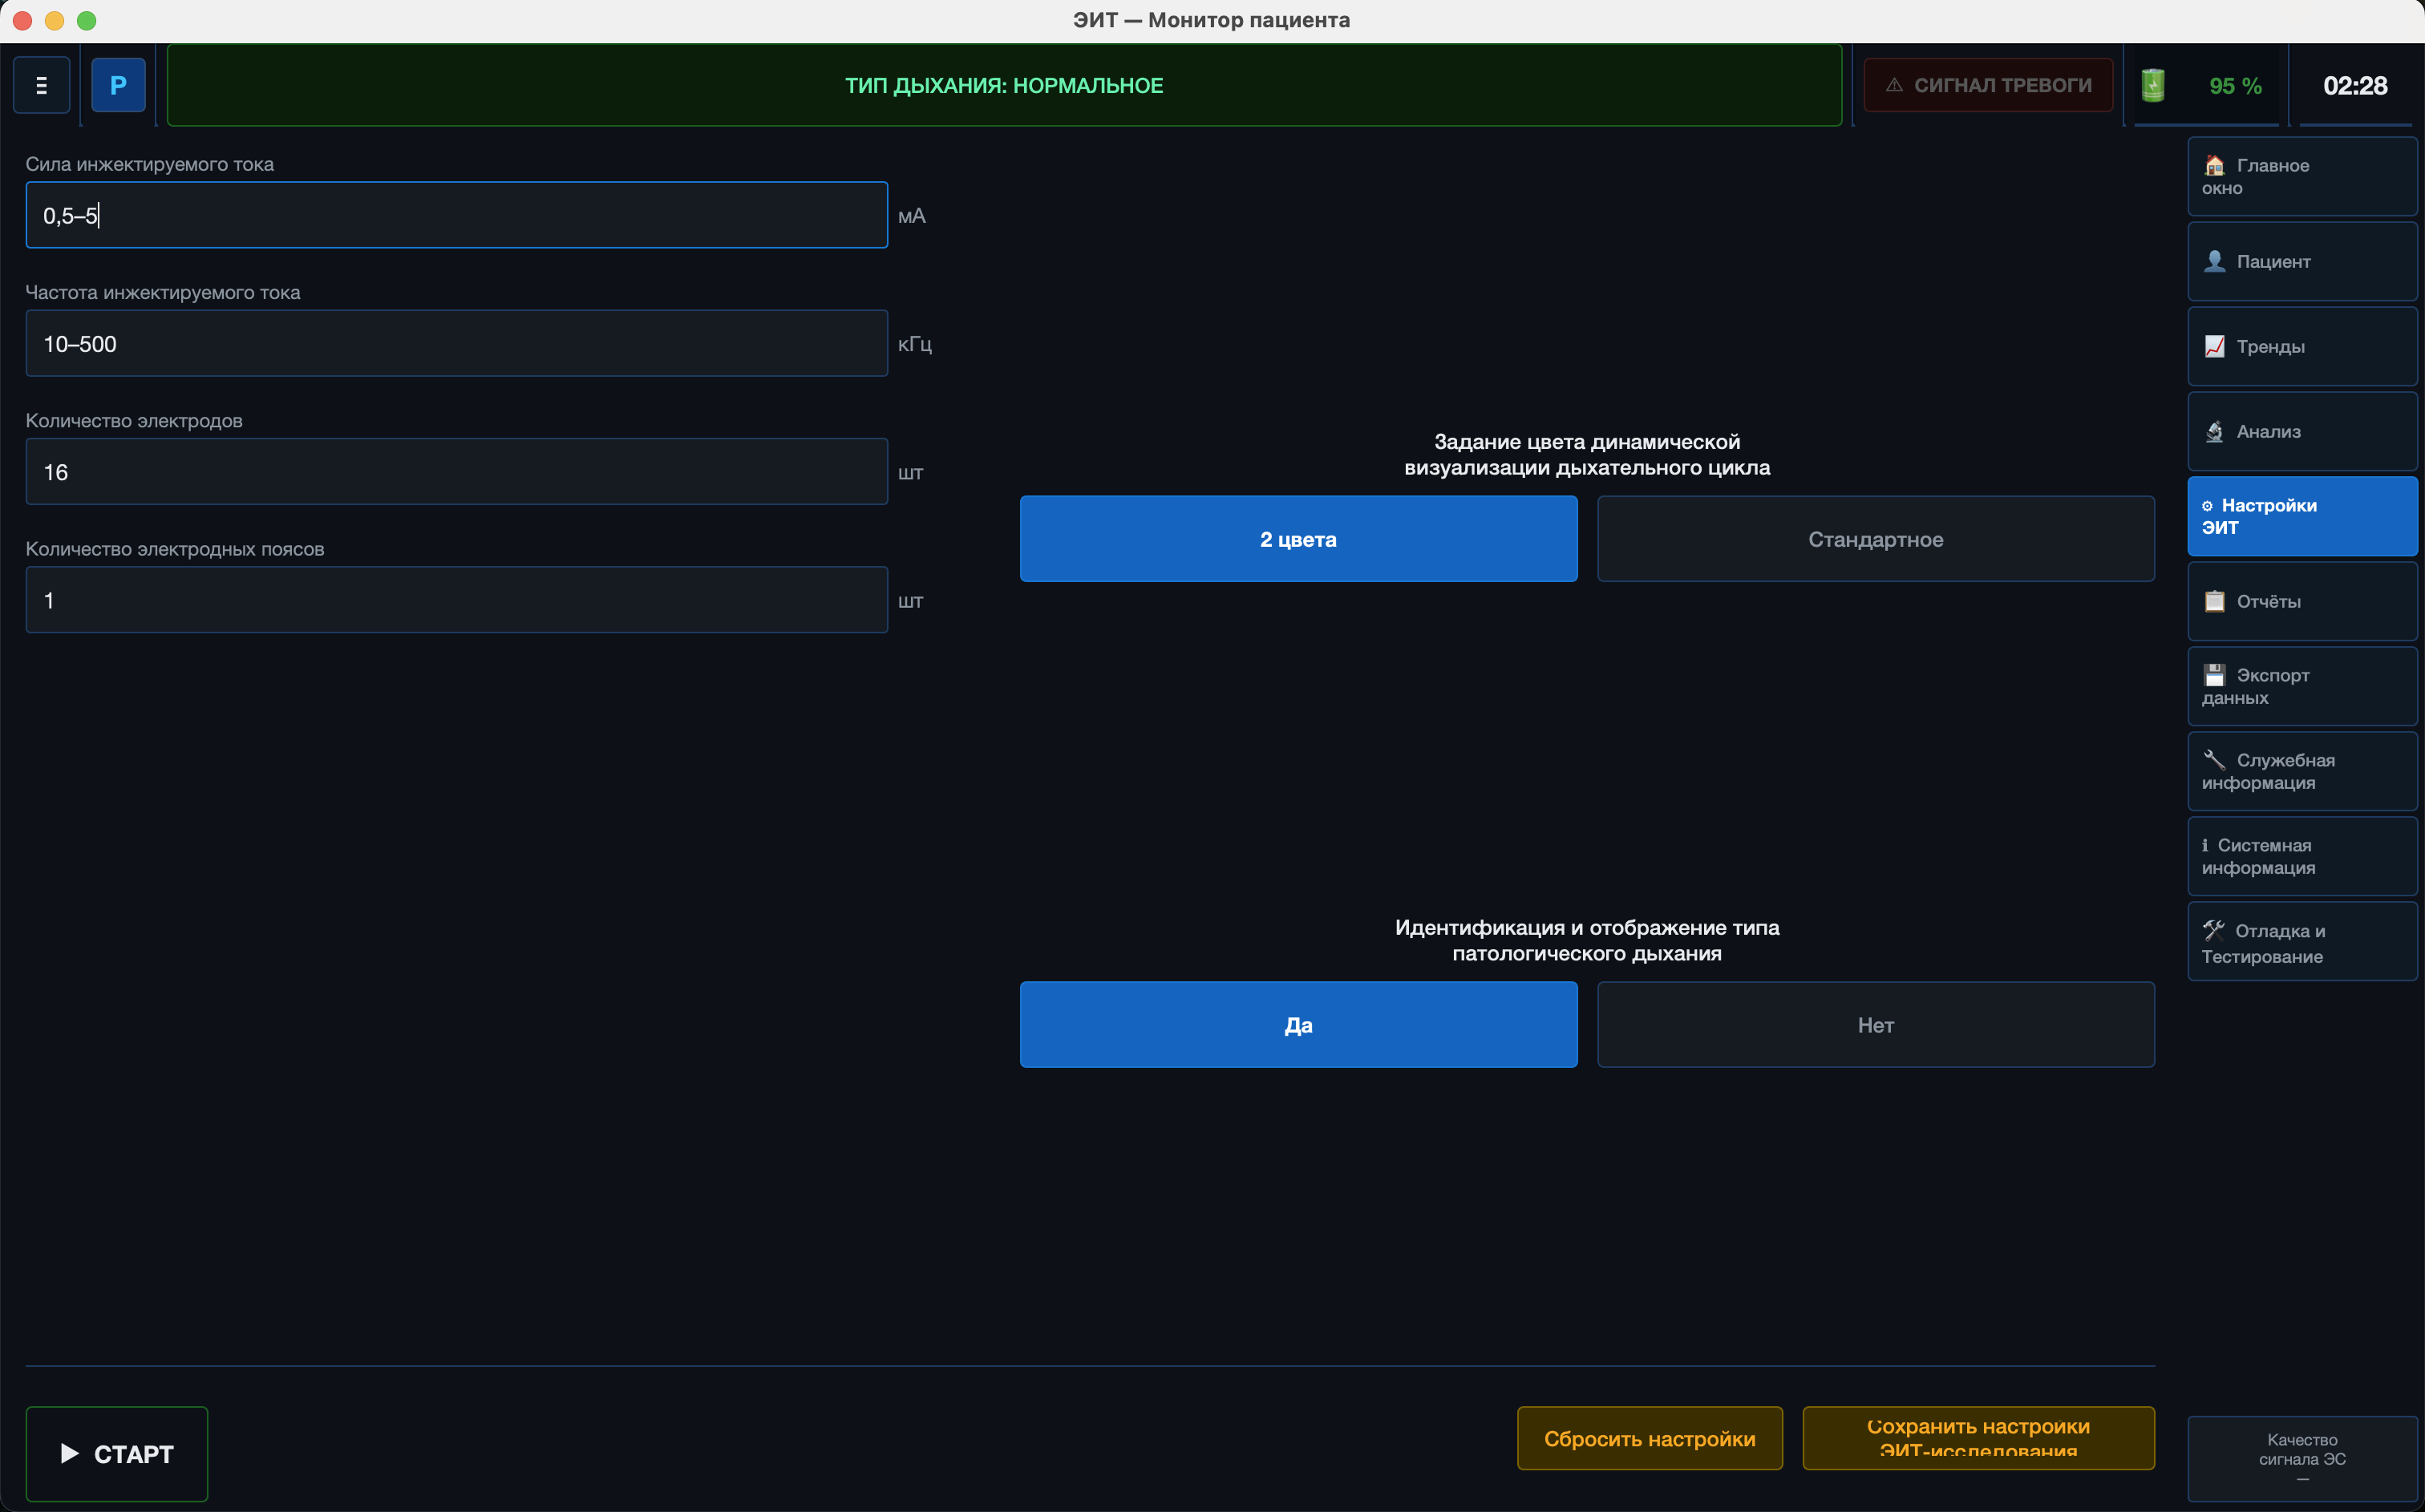 ЭИТ — Монитор пациента
P
ТИП ДЫХАНИЯ: НОРМАЛЬНОЕ
⚠ СИГНАЛ ТРЕВОГИ
95 %
02:28
Сила инжектируемого тока
0,5–5
мА
Частота инжектируемого тока
10–500
кГц
Количество электродов
16
шт
Количество электродных поясов
1
шт
Задание цвета динамической
визуализации дыхательного цикла
2 цвета
Стандартное
Идентификация и отображение типа
патологического дыхания
Да
Нет
Главное
окно
Пациент
Тренды
Анализ
Настройки
ЭИТ
Отчёты
Экспорт
данных
Служебная
информация
ℹ Системная
информация
Отладка и
Тестирование
▶ СТАРТ
Сбросить настройки
Сохранить настройки
ЭИТ-исследования
Качество
сигнала ЭС
—